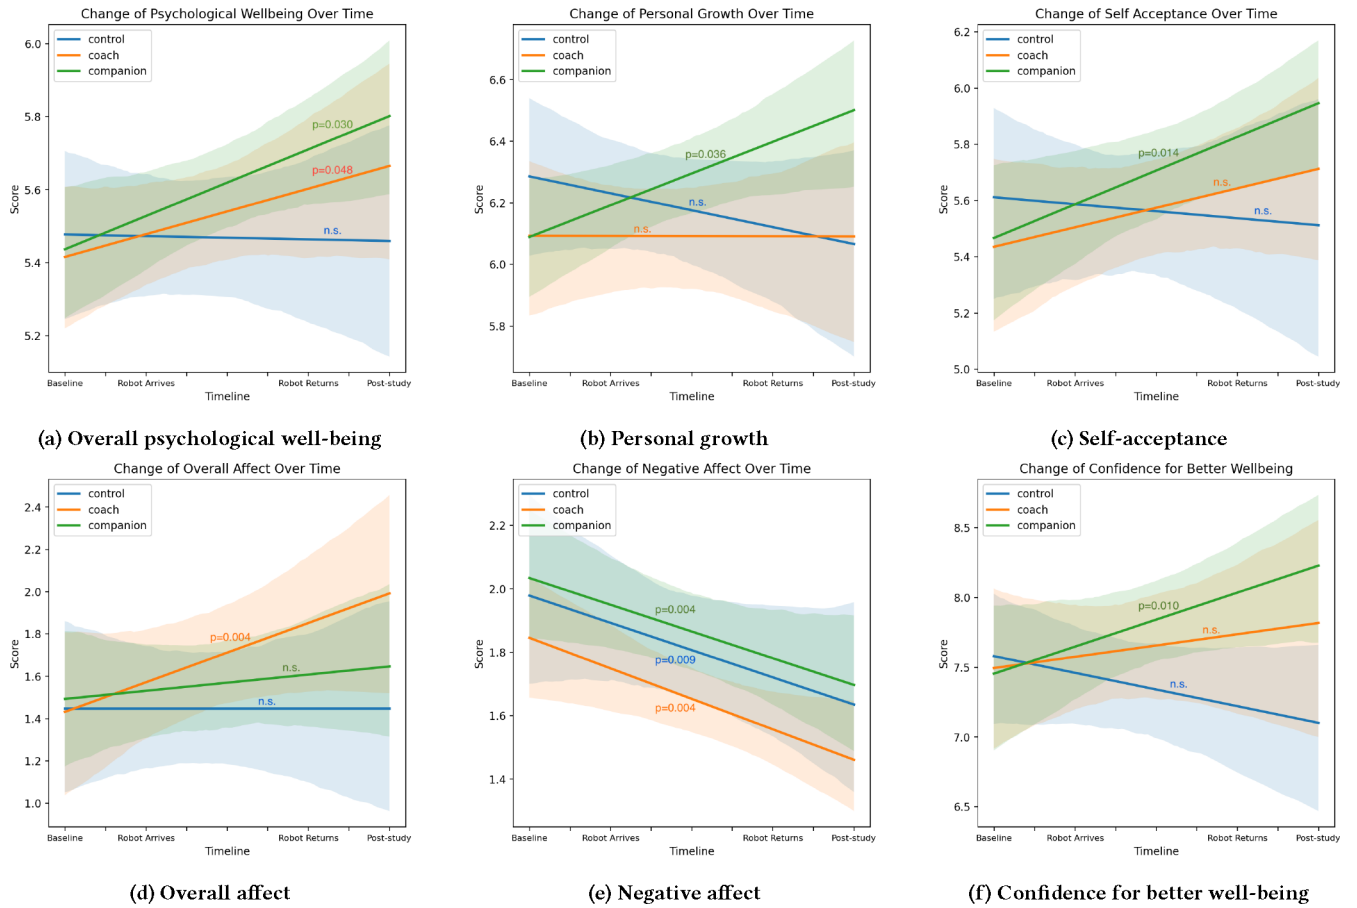 Change of Psychological Wellbeing Over Time
control
coach
companion
6.0
5.8
5.6
5.4
5.2
Score
p=0.030
p=0.048
n.s.
Baseline
Robot Arrives
Robot Returns
Post-study
Timeline
(a) Overall psychological well-being
Change of Personal Growth Over Time
control
coach
companion
6.6
6.4
6.2
6.0
5.8
Score
p=0.036
n.s.
n.s.
Baseline
Robot Arrives
Robot Returns
Post-study
Timeline
(b) Personal growth
Change of Self Acceptance Over Time
control
coach
companion
6.2
6.0
5.8
5.6
5.4
5.2
5.0
Score
p=0.014
n.s.
n.s.
Baseline
Robot Arrives
Robot Returns
Post-study
Timeline
(c) Self-acceptance
Change of Overall Affect Over Time
control
coach
companion
2.4
2.2
2.0
1.8
1.6
1.4
1.2
1.0
Score
p=0.004
n.s.
n.s.
Baseline
Robot Arrives
Robot Returns
Post-study
Timeline
(d) Overall affect
Change of Negative Affect Over Time
control
coach
companion
2.2
2.0
1.8
1.6
1.4
Score
p=0.004
p=0.009
p=0.004
Baseline
Robot Arrives
Robot Returns
Post-study
Timeline
(e) Negative affect
Change of Confidence for Better Wellbeing
control
coach
companion
8.5
8.0
7.5
7.0
6.5
Score
p=0.010
n.s.
n.s.
Baseline
Robot Arrives
Robot Returns
Post-study
Timeline
(f) Confidence for better well-being